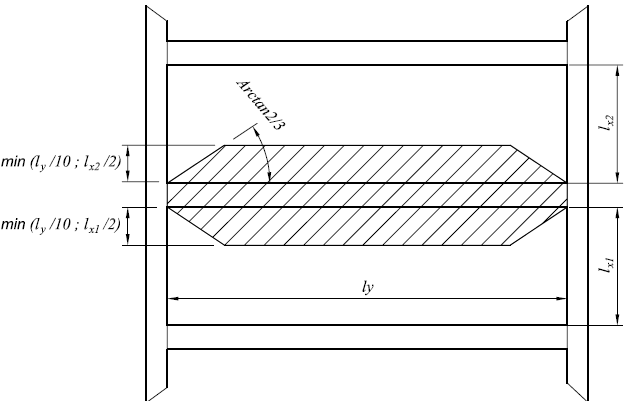 Arctan2/3
l_x2
min (l_y /10 ; l_x2 /2)
min (l_y /10 ; l_x1 /2)
ly
l_x1